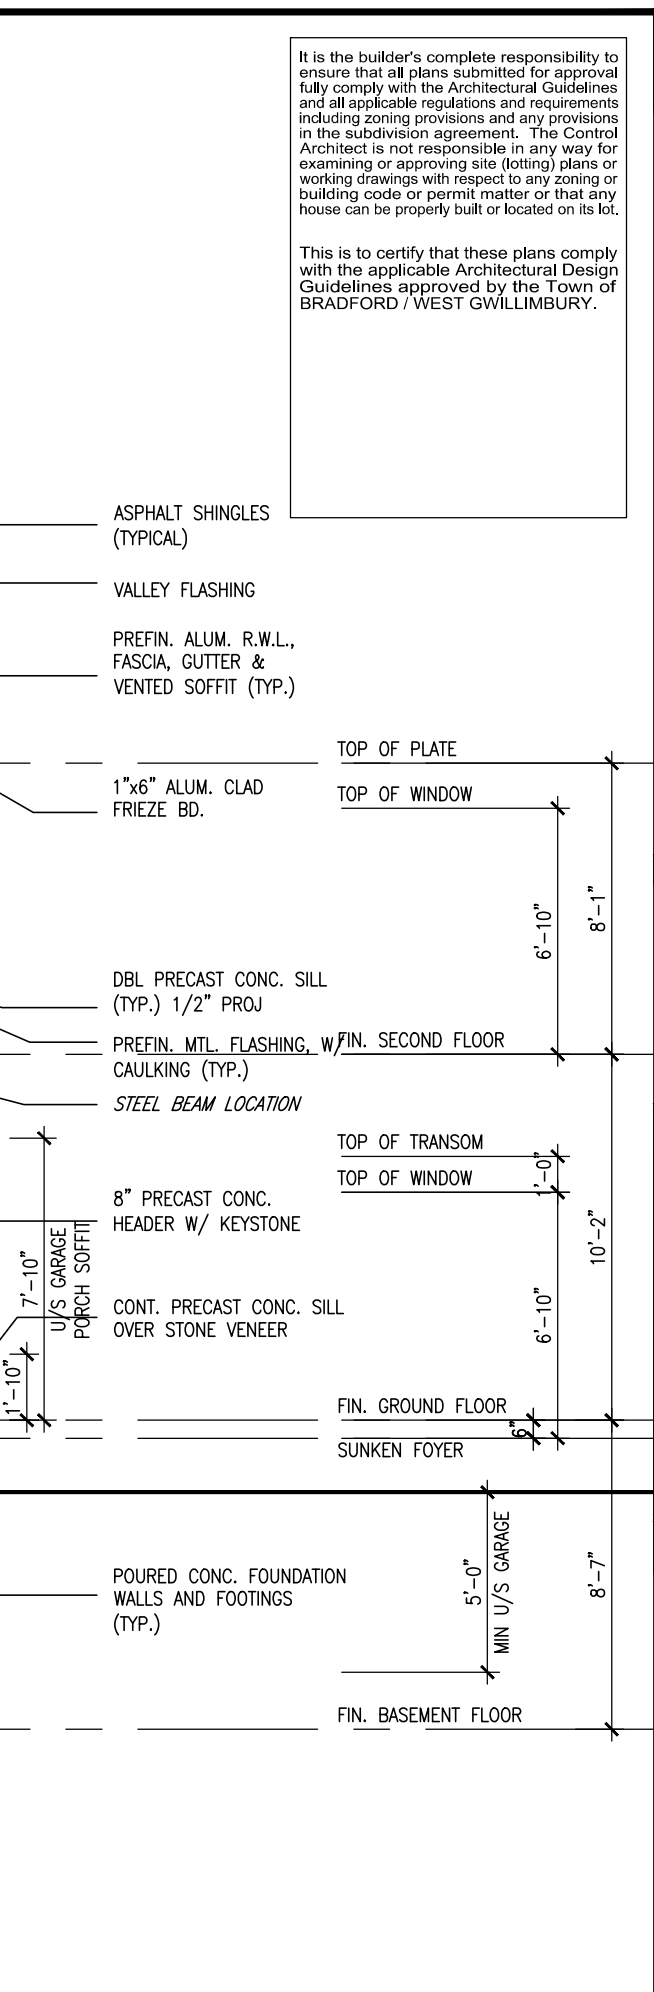 It is the builder's complete responsibility to
ensure that all plans submitted for approval
fully comply with the Architectural Guidelines
and all applicable regulations and requirements
including zoning provisions and any provisions
in the subdivision agreement. The Control
Architect is not responsible in any way for
examining or approving site (lotting) plans or
working drawings with respect to any zoning or
building code or permit matter or that any
house can be properly built or located on its lot.
This is to certify that these plans comply
with the applicable Architectural Design
Guidelines approved by the Town of
BRADFORD / WEST GWILLIMBURY.
ASPHALT SHINGLES
(TYPICAL)
VALLEY FLASHING
PREFIN. ALUM. R.W.L.,
FASCIA, GUTTER &
VENTED SOFFIT (TYP.)
TOP OF PLATE
1"x6" ALUM. CLAD
FRIEZE BD.
TOP OF WINDOW
6'-10"
8'-1"
DBL PRECAST CONC. SILL
(TYP.) 1/2" PROJ
PREFIN. MTL. FLASHING, W/
CAULKING (TYP.)
FIN. SECOND FLOOR
STEEL BEAM LOCATION
TOP OF TRANSOM
TOP OF WINDOW
1'-0"
8" PRECAST CONC.
HEADER W/ KEYSTONE
7'-10"
U/S GARAGE
PORCH SOFFIT
10'-2"
6'-10"
CONT. PRECAST CONC. SILL
OVER STONE VENEER
1'-10"
FIN. GROUND FLOOR
6"
SUNKEN FOYER
POURED CONC. FOUNDATION
WALLS AND FOOTINGS
(TYP.)
5'-0"
MIN U/S GARAGE
8'-7"
FIN. BASEMENT FLOOR